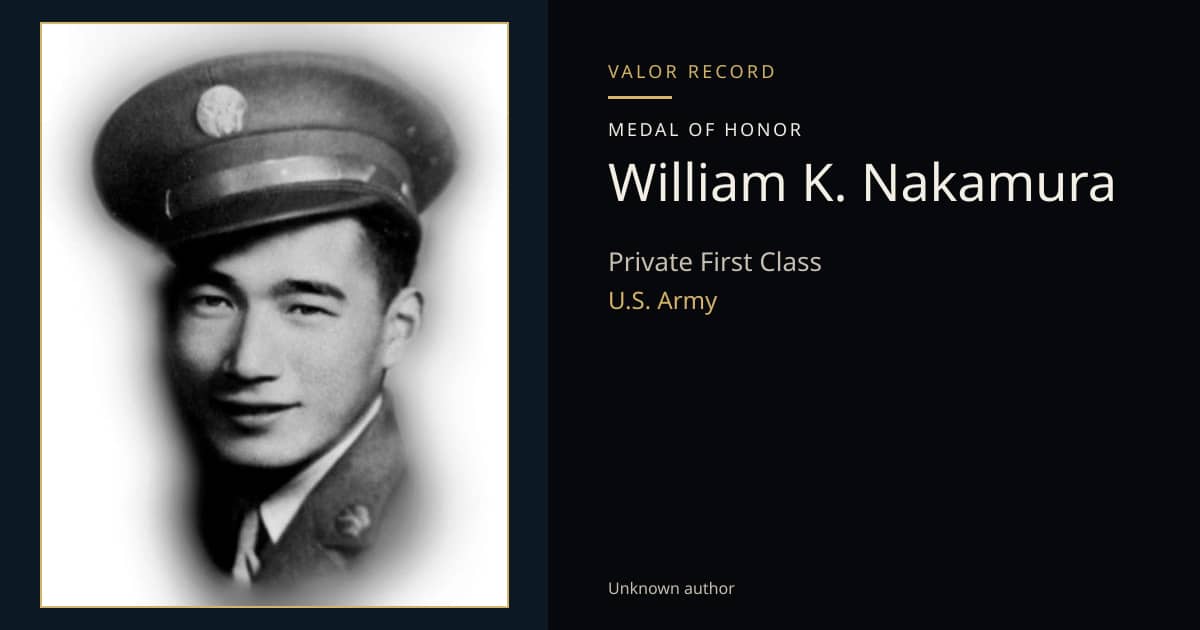 VALOR RECORD
MEDAL OF HONOR
William K. Nakamura
Private First Class
U.S. Army
Unknown author